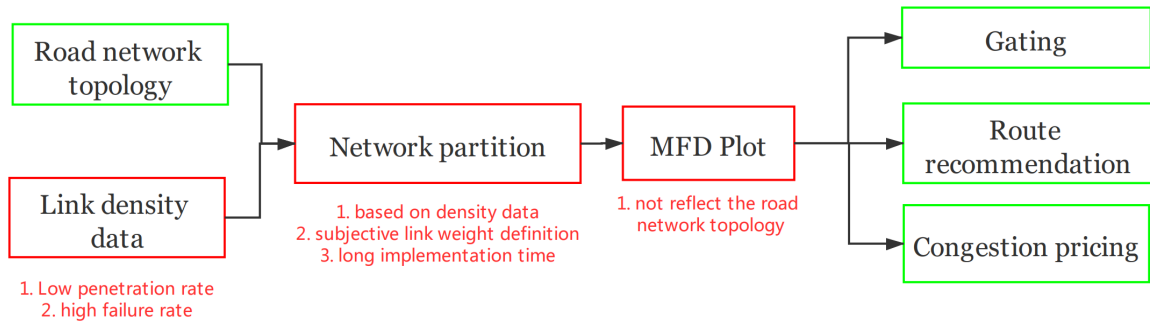 Road network
topology
Link density
data
1. Low penetration rate
2. high failure rate
Network partition
1. based on density data
2. subjective link weight definition
3. long implementation time
MFD Plot
1. not reflect the road
network topology
Gating
Route
recommendation
Congestion pricing